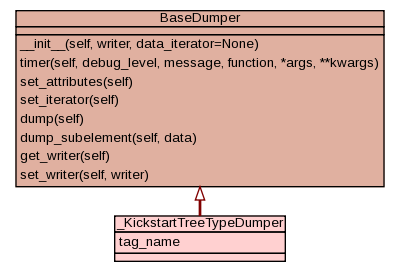 BaseDumper
__init__(self, writer, data_iterator=None)
timer(self, debug_level, message, function, *args, **kwargs)
set_attributes(self)
set_iterator(self)
dump(self)
dump_subelement(self, data)
get_writer(self)
set_writer(self, writer)
_KickstartTreeTypeDumper
tag_name